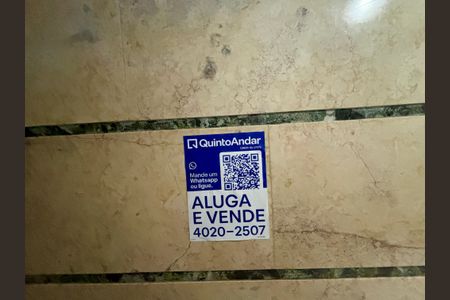 QuintoAndar
Mande um
Whatsapp
ou ligue.
ALUGA
E VENDE
4020-2507